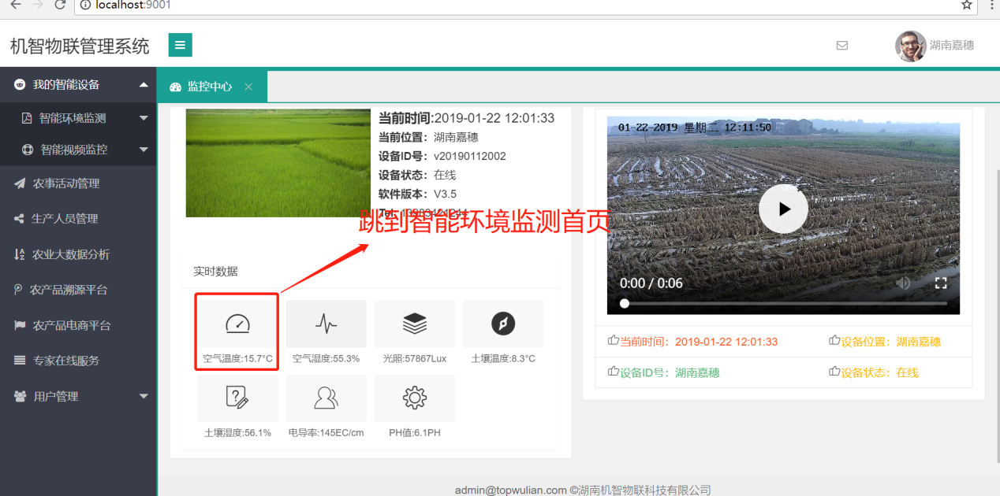 localhost:9001
机智物联管理系统
湖南嘉穗
我的智能设备
监控中心
智能环境监测
智能视频监控
农事活动管理
生产人员管理
农业大数据分析
农产品溯源平台
农产品电商平台
专家在线服务
用户管理
当前时间:2019-01-22 12:01:33
当前位置：湖南嘉穗
设备ID号：v20190112002
设备状态：在线
软件版本：V3.5
Tel:
跳到智能环境监测首页
实时数据
空气温度:15.7°C
空气湿度:55.3%
光照:57867Lux
土壤温度:8.3°C
土壤湿度:56.1%
电导率:145EC/cm
PH值:6.1PH
01-22-2019 星期二 12:11:50
0:00 / 0:06
当前时间：2019-01-22 12:01:33
设备位置：湖南嘉穗
设备ID号：湖南嘉穗
设备状态：在线
admin@topwulian.com ©湖南机智物联科技有限公司